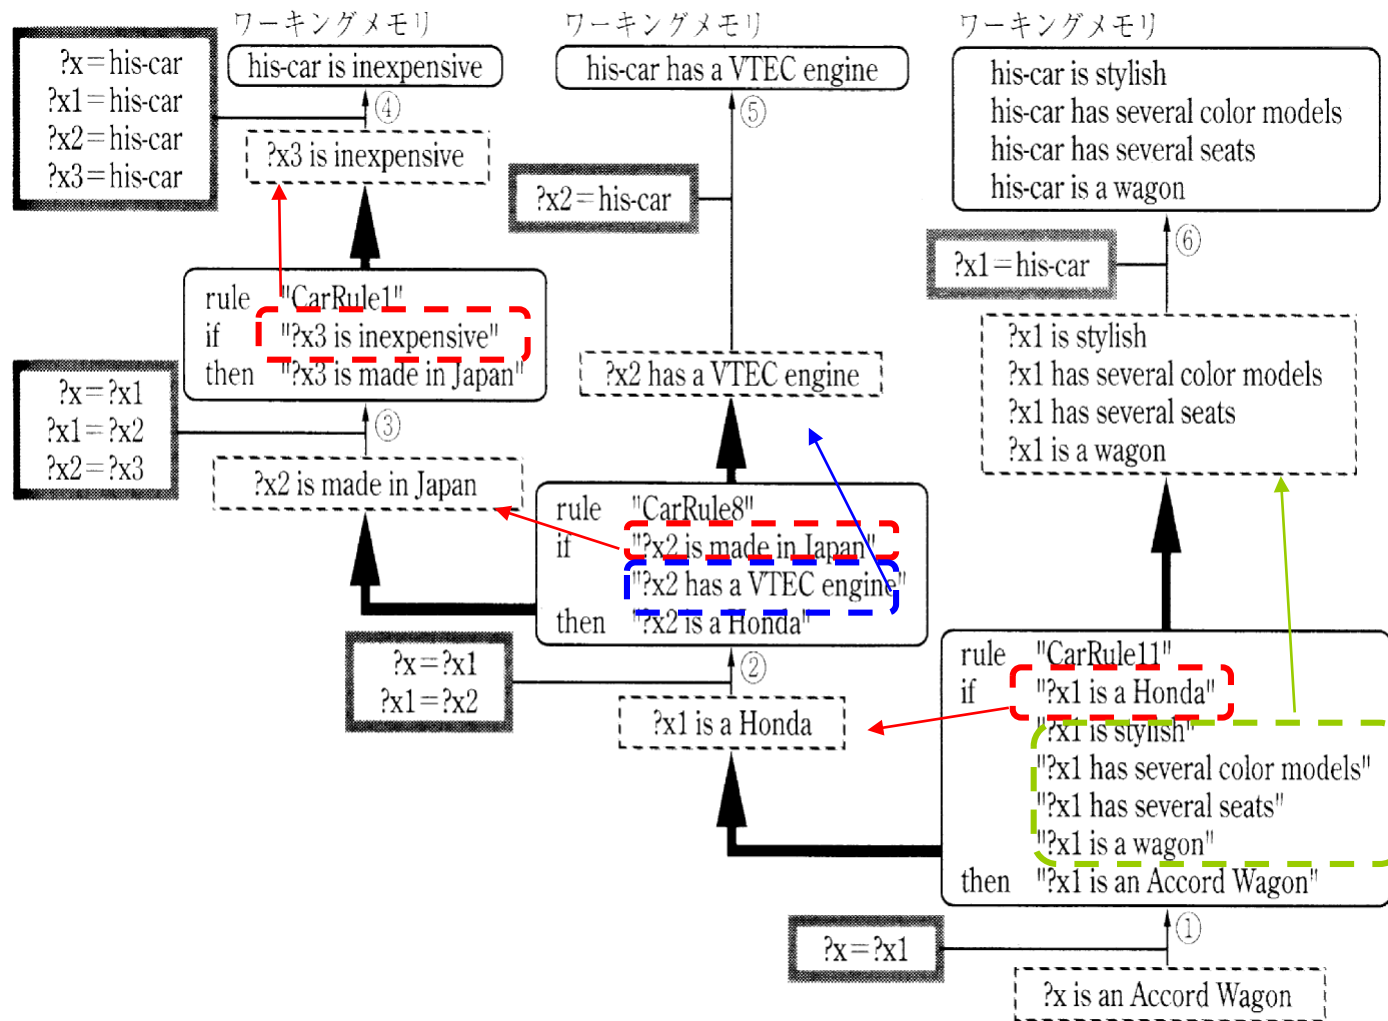 ワーキングメモリ
his-car is inexpensive
?x=his-car
?x1=his-car
?x2=his-car
?x3=his-car
④
?x3 is inexpensive
rule "CarRule1"
if "?x3 is inexpensive"
then "?x3 is made in Japan"
?x=?x1
?x1=?x2
?x2=?x3
③
?x2 is made in Japan
ワーキングメモリ
his-car has a VTEC engine
⑤
?x2=his-car
?x2 has a VTEC engine
rule "CarRule8"
if "?x2 is made in Japan"
"?x2 has a VTEC engine"
then "?x2 is a Honda"
?x=?x1
?x1=?x2
②
?x1 is a Honda
ワーキングメモリ
his-car is stylish
his-car has several color models
his-car has several seats
his-car is a wagon
⑥
?x1=his-car
?x1 is stylish
?x1 has several color models
?x1 has several seats
?x1 is a wagon
rule "CarRule11"
if "?x1 is a Honda"
"?x1 is stylish"
"?x1 has several color models"
"?x1 has several seats"
"?x1 is a wagon"
then "?x1 is an Accord Wagon"
①
?x=?x1
?x is an Accord Wagon